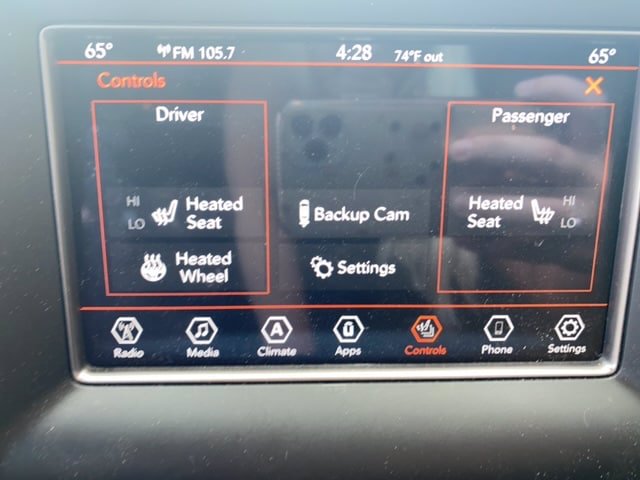 65° FM 105.7 4:28 74°F out 65°
Controls
Driver
HI
LO
Heated
Seat
Heated
Wheel
Backup Cam
Settings
Passenger
Heated
Seat
HI
LO
Radio Media A Climate ū Apps Controls Phone Settings